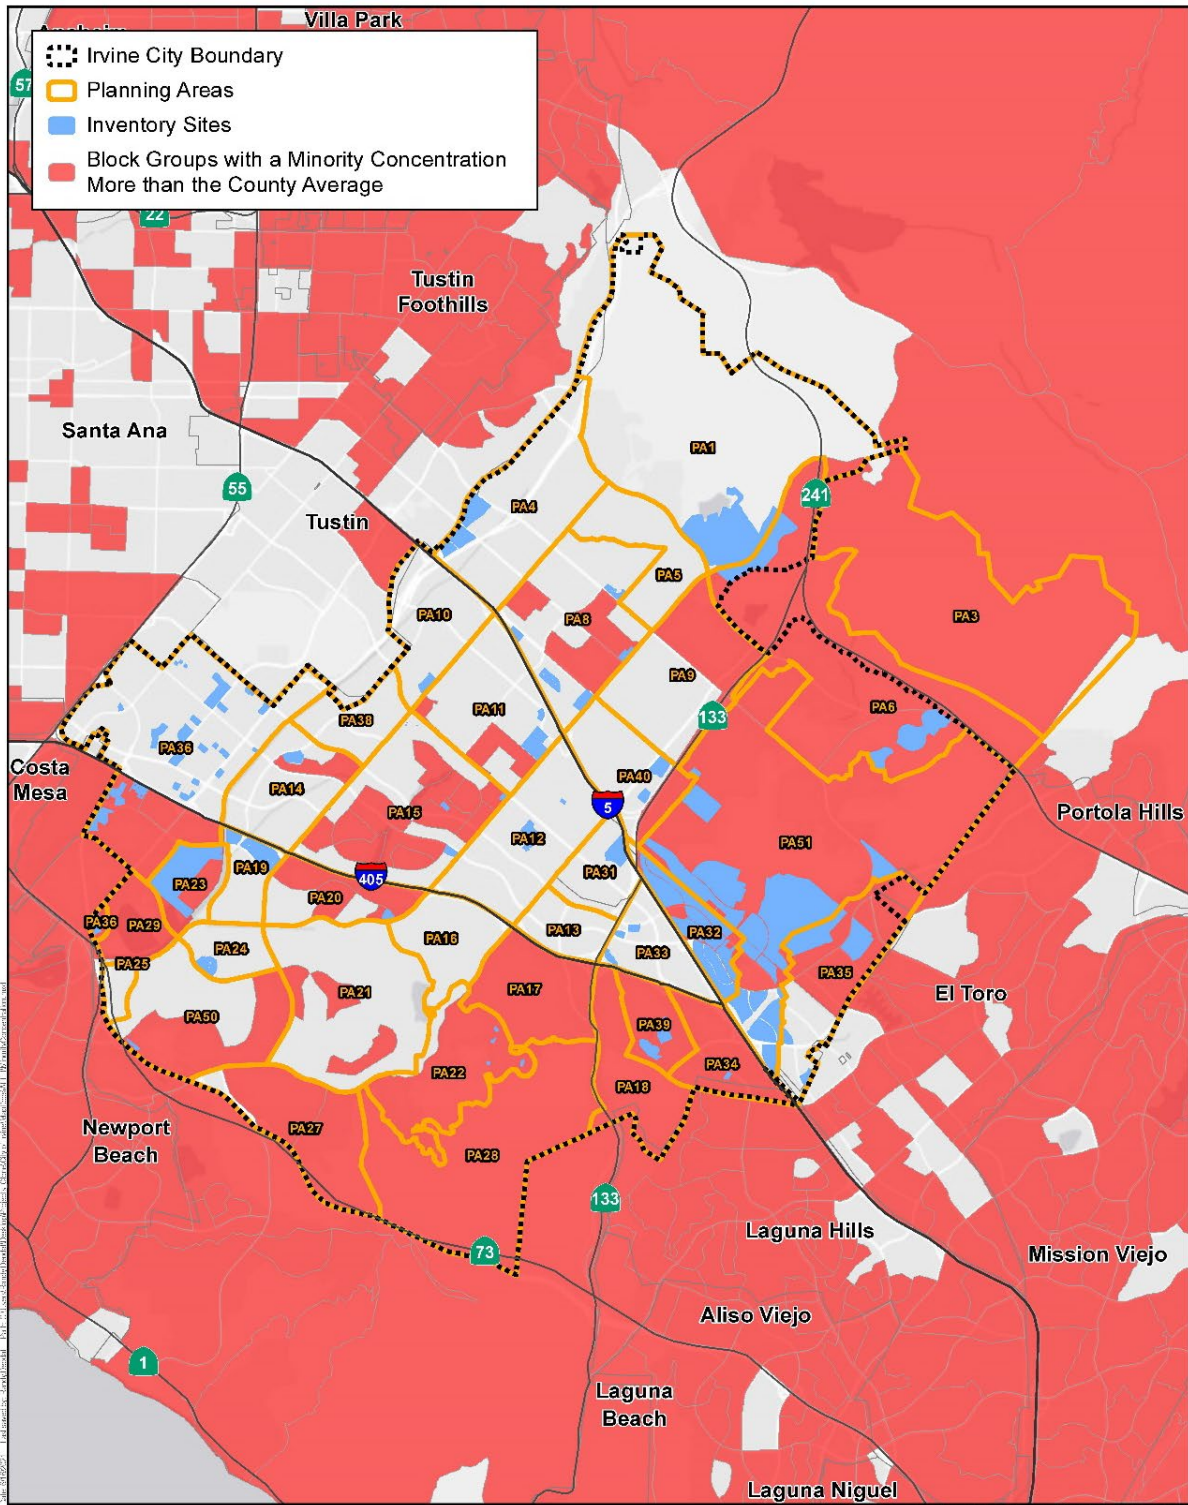 Villa Park
Irvine City Boundary
Planning Areas
Inventory Sites
Block Groups with a Minority Concentration
More than the County Average
57
22
Tustin
Foothills
Santa Ana
PA1
55
241
PA4
Tustin
PA5
PA10
PA8
PA3
PA9
PA6
PA11
133
PA38
PA36
Costa
Mesa
PA40
PA14
5
PA15
Portola Hills
PA12
PA51
PA19
PA31
405
PA23
PA20
PA36
PA29
PA13
PA32
PA16
PA24
PA33
PA25
PA35
PA17
PA21
El Toro
PA50
PA39
PA34
PA22
PA18
PA27
Newport
Beach
PA28
133
Laguna Hills
73
Mission Viejo
Aliso Viejo
1
Laguna
Beach
Laguna Niguel